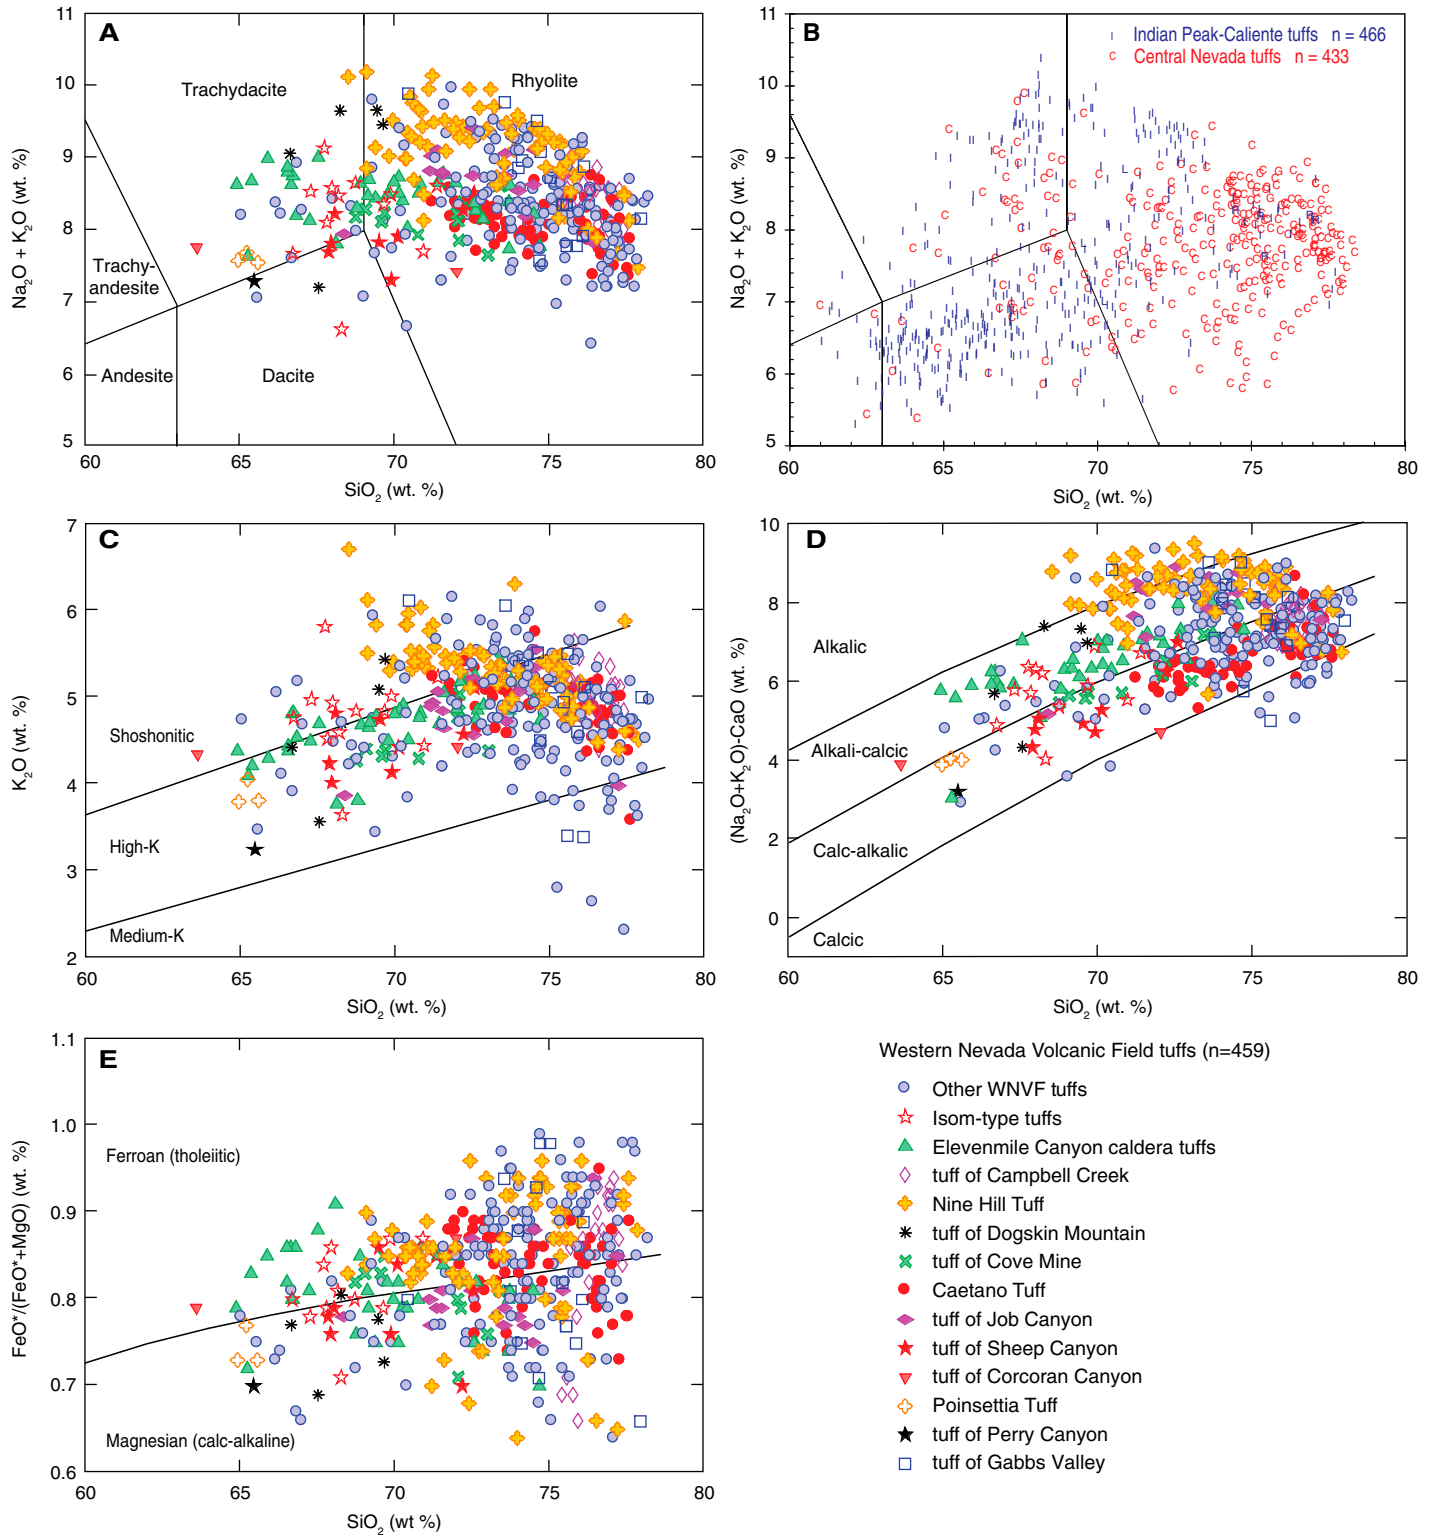 A
11
10
9
8
7
6
5
60
65
70
75
80
Na₂O + K₂O (wt. %)
SiO₂ (wt. %)
Trachydacite
Rhyolite
Trachy-
andesite
Andesite
Dacite
B
Indian Peak-Caliente tuffs n = 466
Central Nevada tuffs n = 433
11
10
9
8
7
6
5
60
65
70
75
80
Na₂O + K₂O (wt. %)
SiO₂ (wt. %)
C
7
6
5
4
3
2
60
65
70
75
80
K₂O (wt. %)
SiO₂ (wt. %)
Shoshonitic
High-K
Medium-K
D
10
8
6
4
2
0
60
65
70
75
80
(Na₂O+K₂O)-CaO (wt. %)
SiO₂ (wt. %)
Alkalic
Alkali-calcic
Calc-alkalic
Calcic
E
1.1
1.0
0.9
0.8
0.7
0.6
60
65
70
75
80
FeO*/(FeO*+MgO) (wt. %)
SiO₂ (wt %)
Ferroan (tholeiitic)
Magnesian (calc-alkaline)
Western Nevada Volcanic Field tuffs (n=459)
Other WNVF tuffs
Isom-type tuffs
Elevenmile Canyon caldera tuffs
tuff of Campbell Creek
Nine Hill Tuff
tuff of Dogskin Mountain
tuff of Cove Mine
Caetano Tuff
tuff of Job Canyon
tuff of Sheep Canyon
tuff of Corcoran Canyon
Poinsettia Tuff
tuff of Perry Canyon
tuff of Gabbs Valley